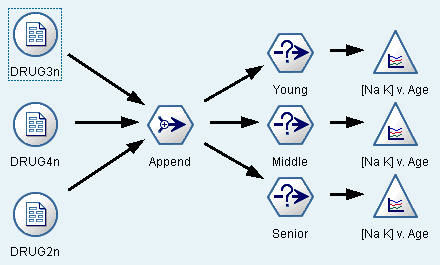 DRUG3n
Young
[Na K] v. Age
DRUG4n
Append
Middle
[Na K] v. Age
DRUG2n
Senior
[Na K] v. Age